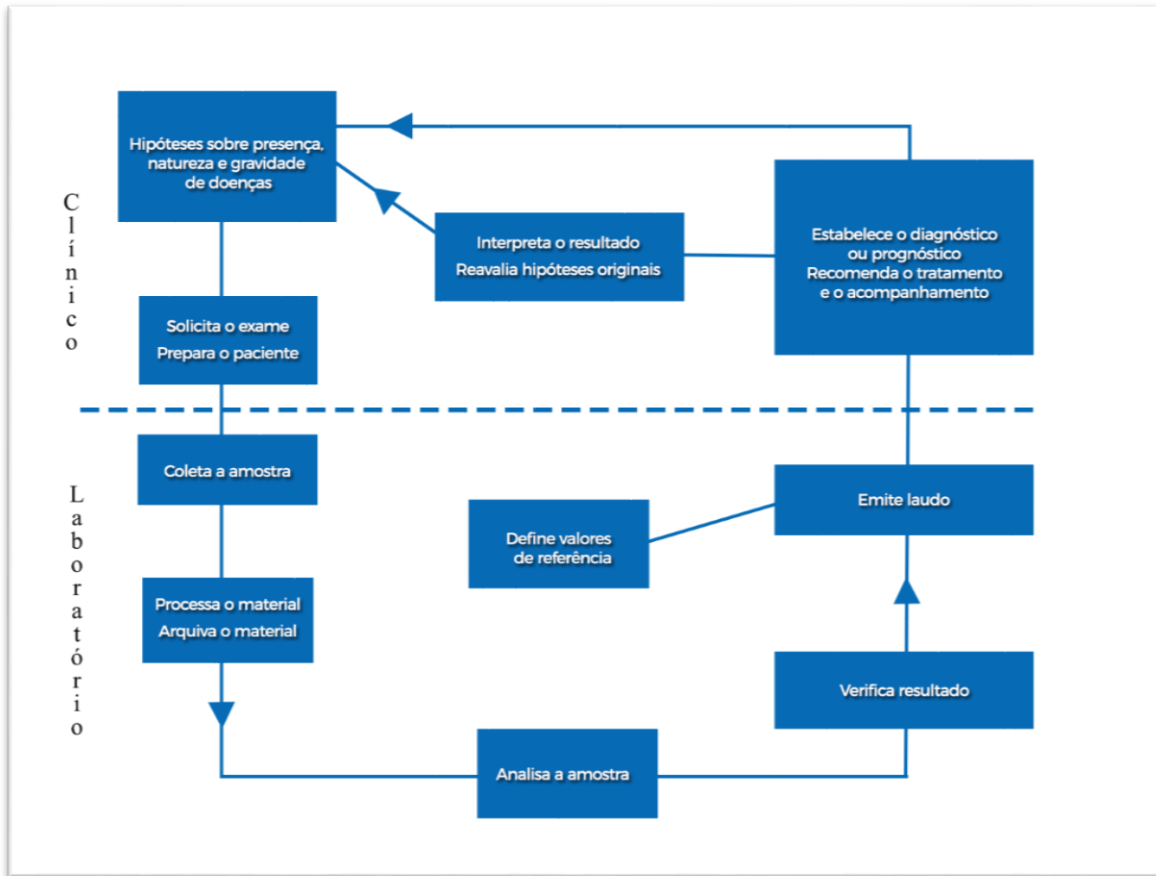 Hipóteses sobre presença,
natureza e gravidade
de doenças
Clínico
Interpreta o resultado
Reavalia hipóteses originais
Estabelece o diagnóstico
ou prognóstico
Recomenda o tratamento
e o acompanhamento
Solicita o exame
Prepara o paciente
Coleta a amostra
Laboratório
Emite laudo
Define valores
de referência
Processa o material
Arquiva o material
Verifica resultado
Analisa a amostra